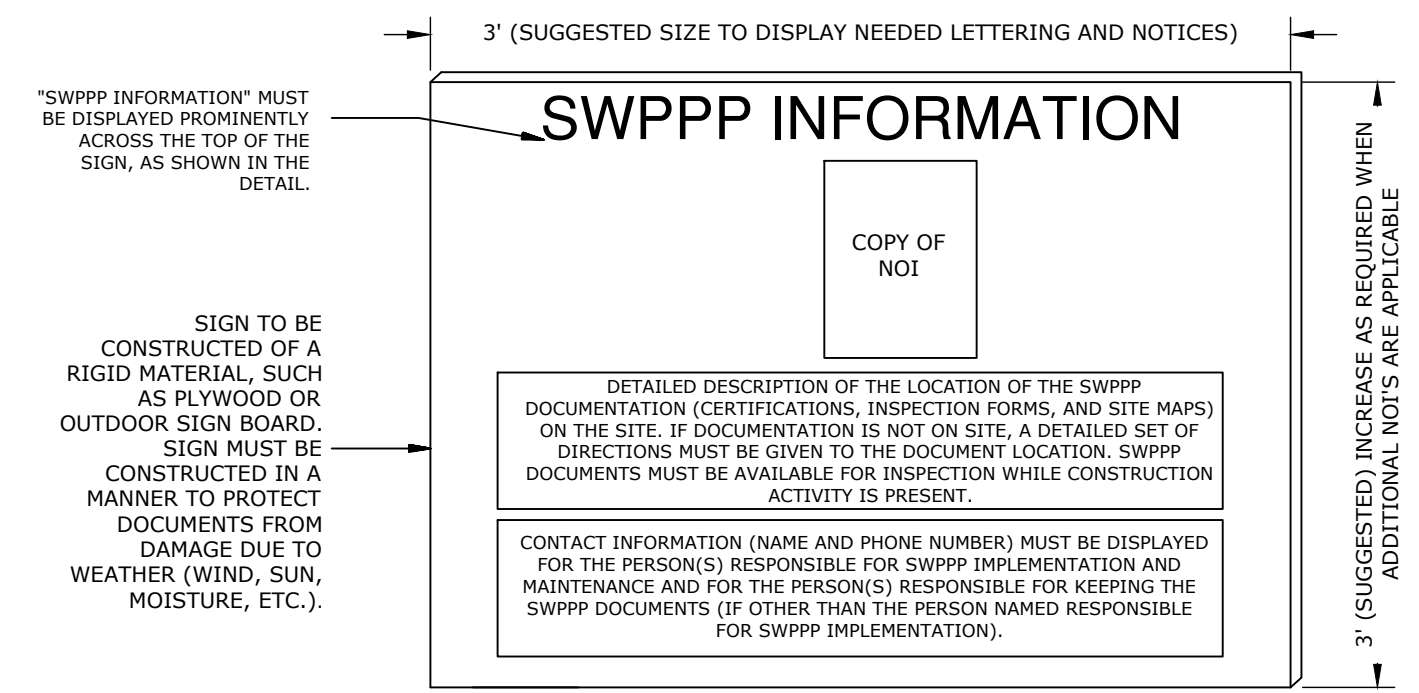 3' (SUGGESTED SIZE TO DISPLAY NEEDED LETTERING AND NOTICES)
"SWPPP INFORMATION" MUST
BE DISPLAYED PROMINENTLY
ACROSS THE TOP OF THE
SIGN, AS SHOWN IN THE
DETAIL.
SWPPP INFORMATION
COPY OF
NOI
SIGN TO BE
CONSTRUCTED OF A
RIGID MATERIAL, SUCH
AS PLYWOOD OR
OUTDOOR SIGN BOARD.
SIGN MUST BE
CONSTRUCTED IN A
MANNER TO PROTECT
DOCUMENTS FROM
DAMAGE DUE TO
WEATHER (WIND, SUN,
MOISTURE, ETC.).
DETAILED DESCRIPTION OF THE LOCATION OF THE SWPPP
DOCUMENTATION (CERTIFICATIONS, INSPECTION FORMS, AND SITE MAPS)
ON THE SITE. IF DOCUMENTATION IS NOT ON SITE, A DETAILED SET OF
DIRECTIONS MUST BE GIVEN TO THE DOCUMENT LOCATION. SWPPP
DOCUMENTS MUST BE AVAILABLE FOR INSPECTION WHILE CONSTRUCTION
ACTIVITY IS PRESENT.
CONTACT INFORMATION (NAME AND PHONE NUMBER) MUST BE DISPLAYED
FOR THE PERSON(S) RESPONSIBLE FOR SWPPP IMPLEMENTATION AND
MAINTENANCE AND FOR THE PERSON(S) RESPONSIBLE FOR KEEPING THE
SWPPP DOCUMENTS (IF OTHER THAN THE PERSON NAMED RESPONSIBLE
FOR SWPPP IMPLEMENTATION).
3' (SUGGESTED) INCREASE AS REQUIRED WHEN
ADDITIONAL NOI'S ARE APPLICABLE